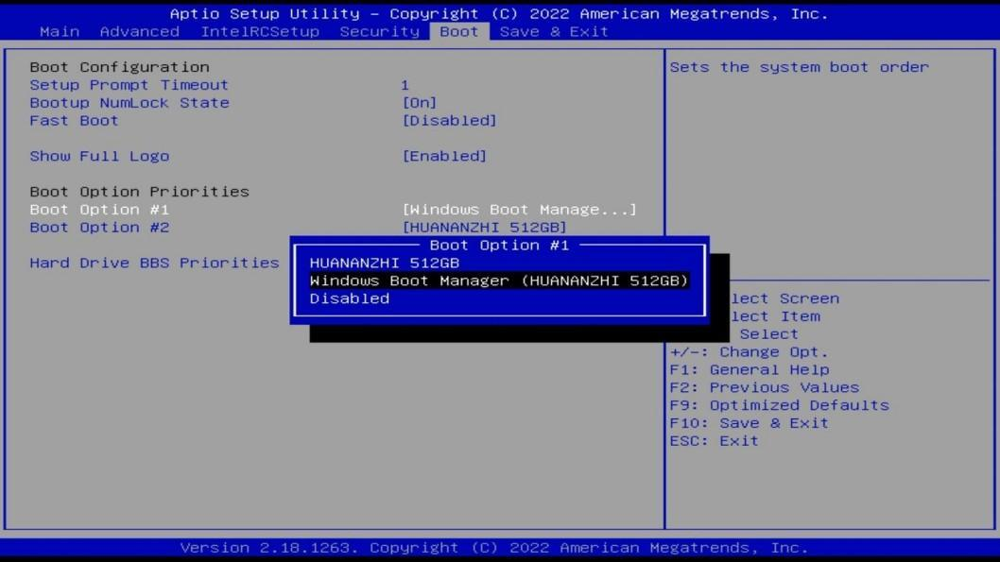 Aptio Setup Utility – Copyright (C) 2022 American Megatrends, Inc.
Main Advanced IntelRCSetup Security Boot Save & Exit
Boot Configuration
Setup Prompt Timeout 1
Bootup NumLock State [On]
Fast Boot [Disabled]
Show Full Logo [Enabled]
Boot Option Priorities
Boot Option #1 [Windows Boot Manage...]
Boot Option #2 [HUANANZHI 512GB]
Hard Drive BBS Priorities
Boot Option #1
HUANANZHI 512GB
Windows Boot Manager (HUANANZHI 512GB)
Disabled
Sets the system boot order
lect Screen
lect Item
Select
+/-: Change Opt.
F1: General Help
F2: Previous Values
F9: Optimized Defaults
F10: Save & Exit
ESC: Exit
Version 2.18.1263. Copyright (C) 2022 American Megatrends, Inc.